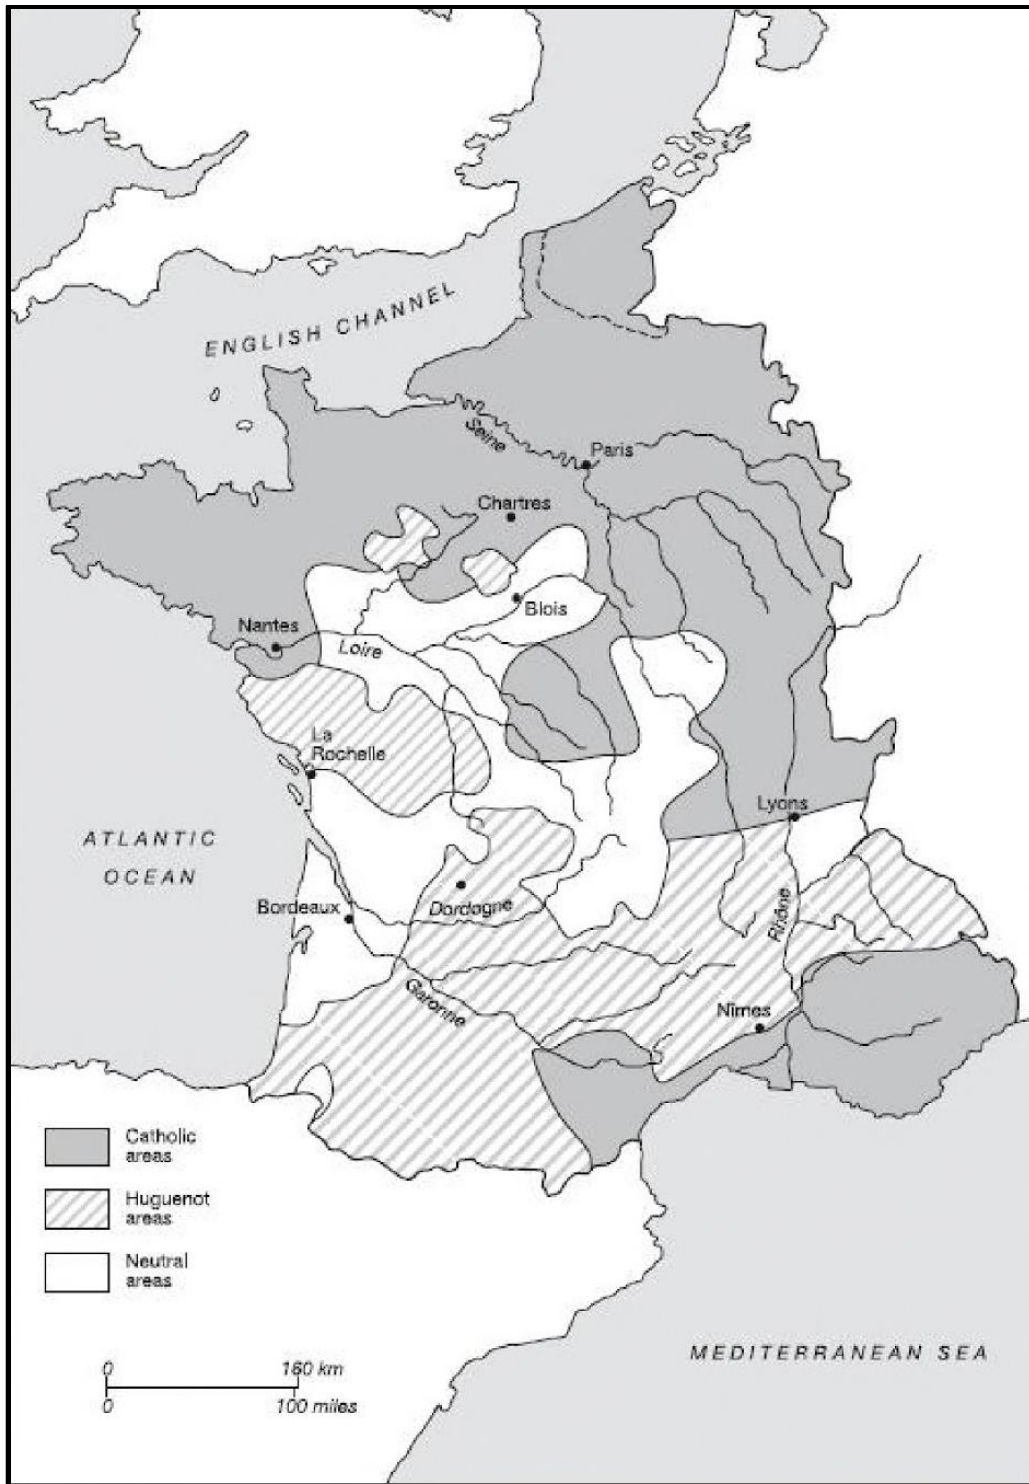 ENGLISH CHANNEL
Seine
Paris
Chartres
Blois
Nantes
Loire
La
Rochelle
Lyons
ATLANTIC
OCEAN
Bordeaux
Dordogne
Rhône
Garonne
Nîmes
Catholic
areas
Huguenot
areas
Neutral
areas
0 160 km
0 100 miles
MEDITERRANEAN SEA